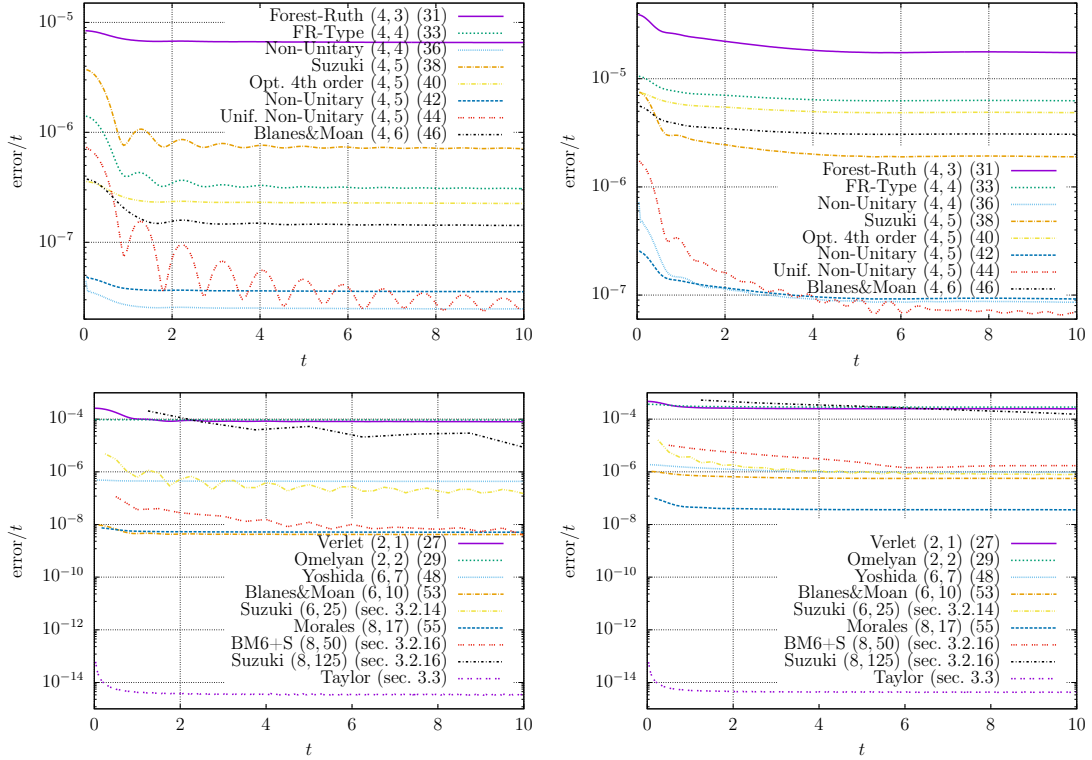 10⁻⁵
10⁻⁶
10⁻⁷
error/t
Forest-Ruth (4, 3) (31)
FR-Type (4, 4) (33)
Non-Unitary (4, 4) (36)
Suzuki (4, 5) (38)
Opt. 4th order (4, 5) (40)
Non-Unitary (4, 5) (42)
Unif. Non-Unitary (4, 5) (44)
Blanes&Moan (4, 6) (46)
0 2 4 6 8 10
t
10⁻⁵
10⁻⁶
10⁻⁷
error/t
Forest-Ruth (4, 3) (31)
FR-Type (4, 4) (33)
Non-Unitary (4, 4) (36)
Suzuki (4, 5) (38)
Opt. 4th order (4, 5) (40)
Non-Unitary (4, 5) (42)
Unif. Non-Unitary (4, 5) (44)
Blanes&Moan (4, 6) (46)
0 2 4 6 8 10
t
10⁻⁴
10⁻⁶
10⁻⁸
10⁻¹⁰
10⁻¹²
10⁻¹⁴
error/t
Verlet (2, 1) (27)
Omelyan (2, 2) (29)
Yoshida (6, 7) (48)
Blanes&Moan (6, 10) (53)
Suzuki (6, 25) (sec. 3.2.14)
Morales (8, 17) (55)
BM6+S (8, 50) (sec. 3.2.16)
Suzuki (8, 125) (sec. 3.2.16)
Taylor (sec. 3.3)
0 2 4 6 8 10
t
10⁻⁴
10⁻⁶
10⁻⁸
10⁻¹⁰
10⁻¹²
10⁻¹⁴
error/t
Verlet (2, 1) (27)
Omelyan (2, 2) (29)
Yoshida (6, 7) (48)
Blanes&Moan (6, 10) (53)
Suzuki (6, 25) (sec. 3.2.14)
Morales (8, 17) (55)
BM6+S (8, 50) (sec. 3.2.16)
Suzuki (8, 125) (sec. 3.2.16)
Taylor (sec. 3.3)
0 2 4 6 8 10
t